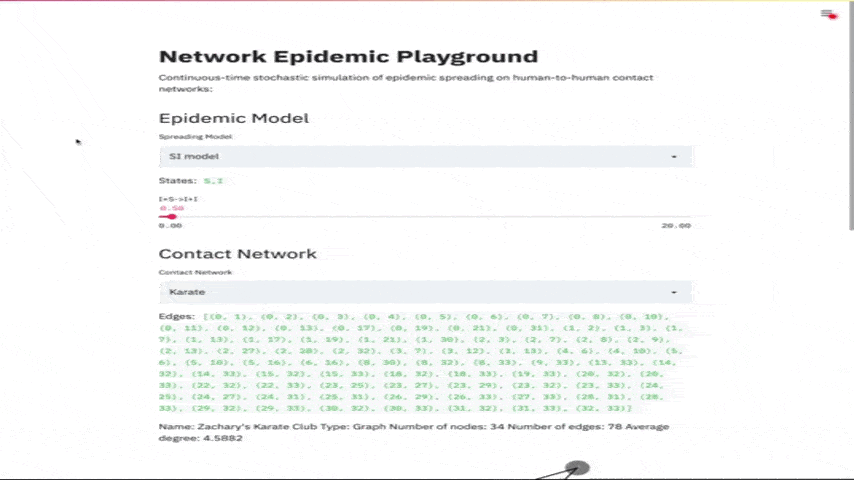 Network Epidemic Playground
Continuous-time stochastic simulation of epidemic spreading on human-to-human contact
networks:
Epidemic Model
Spreading Model
SI model
States: S,I
I+S->I+I
0.50
0.00
20.00
Contact Network
Contact Network
Karate
Edges: [(0, 1), (0, 2), (0, 3), (0, 4), (0, 5), (0, 6), (0, 7), (0, 8), (0, 10),
(0, 11), (0, 12), (0, 13), (0, 17), (0, 19), (0, 21), (0, 31), (1, 2), (1, 3), (1,
7), (1, 13), (1, 17), (1, 19), (1, 21), (1, 30), (2, 3), (2, 7), (2, 8), (2, 9),
(2, 13), (2, 27), (2, 28), (2, 32), (3, 7), (3, 12), (3, 13), (4, 6), (4, 10), (5,
6), (5, 10), (5, 16), (6, 16), (8, 30), (8, 32), (8, 33), (9, 33), (13, 33), (14,
32), (14, 33), (15, 32), (15, 33), (18, 32), (18, 33), (19, 33), (20, 32), (20,
33), (22, 32), (22, 33), (23, 25), (23, 27), (23, 29), (23, 32), (23, 33), (24,
25), (24, 27), (24, 31), (25, 31), (26, 29), (26, 33), (27, 33), (28, 31), (28,
33), (29, 32), (29, 33), (30, 32), (30, 33), (31, 32), (31, 33), (32, 33)]
Name: Zachary's Karate Club Type: Graph Number of nodes: 34 Number of edges: 78 Average
degree: 4.5882